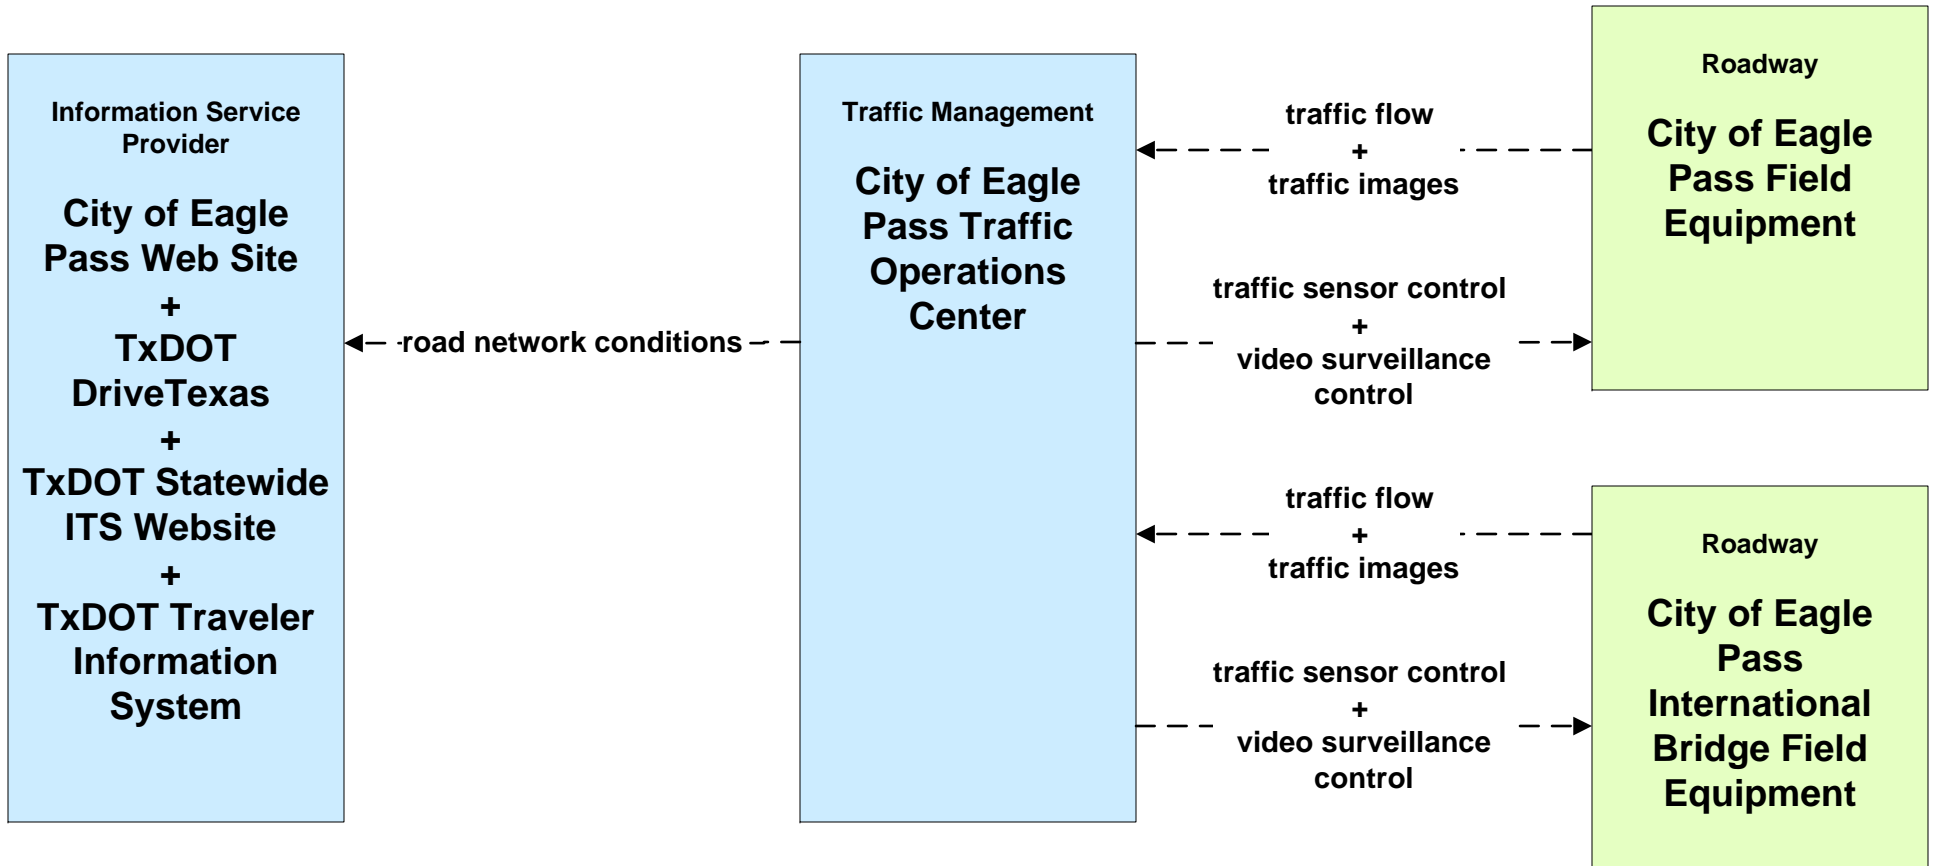 Information Service
Provider
City of Eagle
Pass Web Site
+
TxDOT
DriveTexas
+
TxDOT Statewide
ITS Website
+
TxDOT Traveler
Information
System
road network conditions
Traffic Management
City of Eagle
Pass Traffic
Operations
Center
traffic flow
+
traffic images
traffic sensor control
+
video surveillance
control
traffic flow
+
traffic images
traffic sensor control
+
video surveillance
control
Roadway
City of Eagle
Pass Field
Equipment
Roadway
City of Eagle
Pass
International
Bridge Field
Equipment